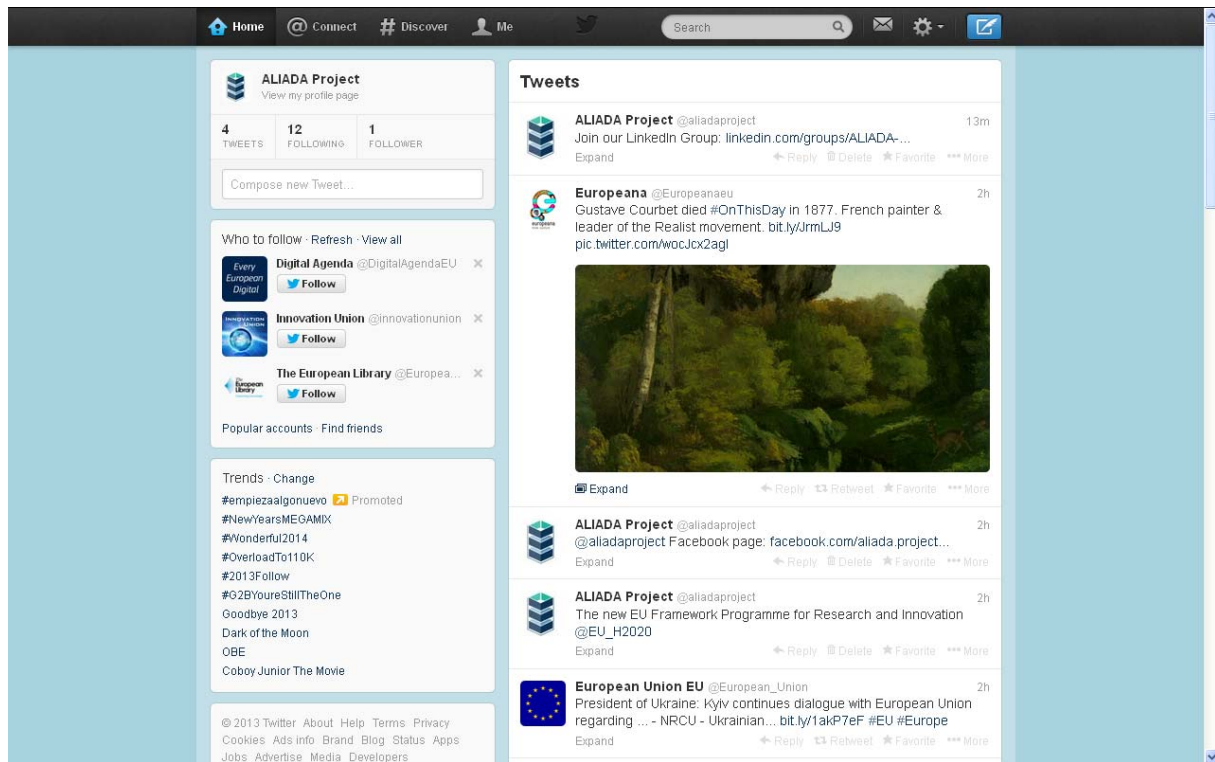 Home Connect Discover Me Search
ALIADA Project
View my profile page
4 12 1
TWEETS FOLLOWING FOLLOWER
Compose new Tweet...
Who to follow · Refresh · View all
Digital Agenda @DigitalAgendaEU
Every European Digital
Follow
Innovation Union @innovationunion
INNOVATION UNION
Follow
The European Library @Europea...
The European Library
Follow
Popular accounts · Find friends
Trends · Change
#empiezaalgonuevo Promoted
#NewYearsMEGAMIX
#Wonderful2014
#OverloadTo110K
#2013Follow
#G2BYoureStillTheOne
Goodbye 2013
Dark of the Moon
OBE
Coboy Junior The Movie
© 2013 Twitter About Help Terms Privacy
Cookies Ads info Brand Blog Status Apps
Jobs Advertise Media Developers
Tweets
ALIADA Project @aliadaproject 13m
Join our LinkedIn Group: linkedin.com/groups/ALIADA-...
Expand Reply Delete Favorite More
Europeana @Europeanaeu 2h
europeana
Gustave Courbet died #OnThisDay in 1877. French painter &
leader of the Realist movement. bit.ly/JrmLJ9
pic.twitter.com/wocJcx2agl
Expand Reply Retweet Favorite More
ALIADA Project @aliadaproject 2h
@aliadaproject Facebook page: facebook.com/aliada.project...
Expand Reply Delete Favorite More
ALIADA Project @aliadaproject 2h
The new EU Framework Programme for Research and Innovation
@EU_H2020
Expand Reply Delete Favorite More
European Union EU @European_Union 2h
President of Ukraine: Kyiv continues dialogue with European Union
regarding ... - NRCU - Ukrainian... bit.ly/1akP7eF #EU #Europe
Expand Reply Retweet Favorite More